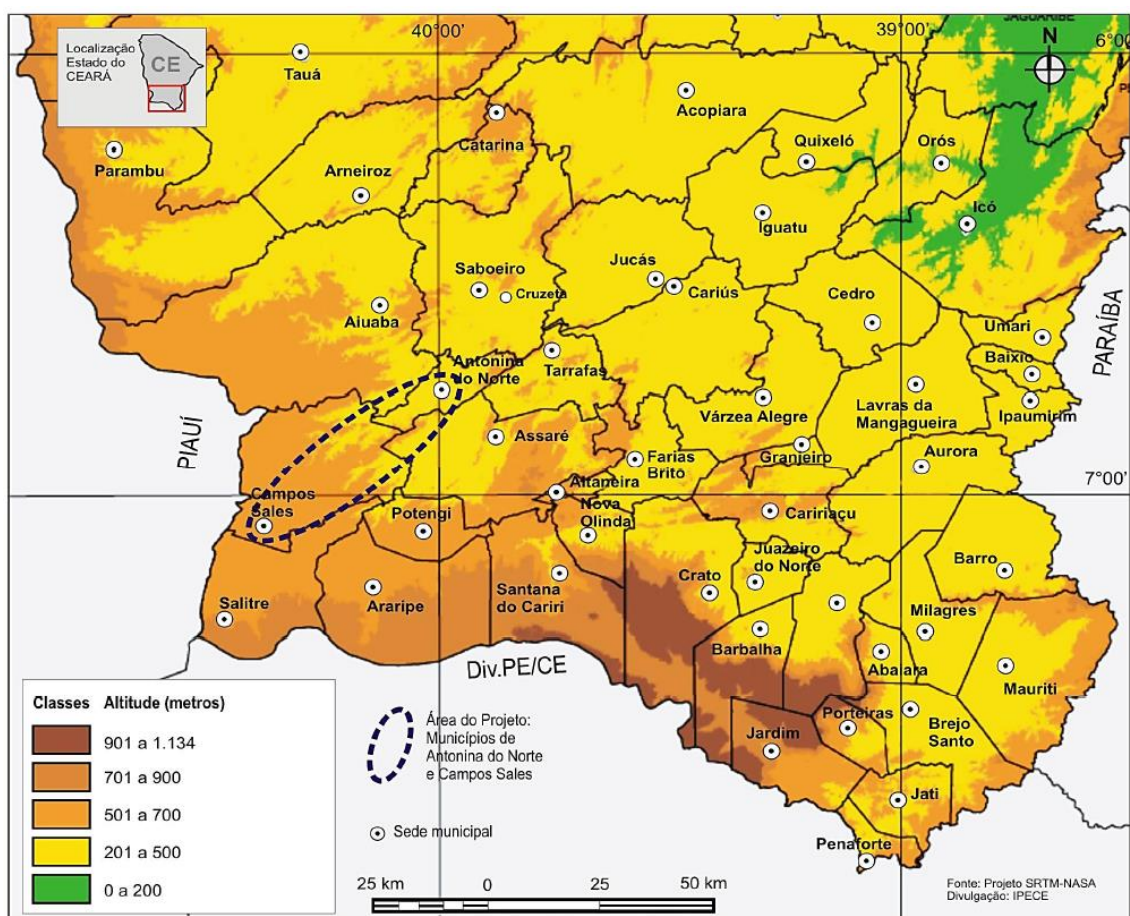 40°00'
39°00'
JAGUARIBE
6°00'
N
Localização
Estado do
CEARÁ
CE
Tauá
Acopiara
Catarina
Quixeló
Orós
Parambu
Arneiroz
Iguatu
Icó
Saboeiro
Cruzeta
Jucás
Cariús
Cedro
Aiuaba
Umari
Baixio
PARAÍBA
Antonina
do Norte
Tarrafas
Ipaumirim
Várzea Alegre
Lavras da
Mangagueira
PIAUÍ
Assaré
Granjeiro
Farias
Brito
Aurora
Altaneira
7°00'
Campos
Sales
Potengi
Nova
Olinda
Caririaçu
Juazeiro
do Norte
Barro
Crato
Santana
do Cariri
Araripe
Salitre
Milagres
Barbalha
Abaiara
Mauriti
Div.PE/CE
Porteiras
Brejo
Santo
Jardim
Jati
Penaforte
Classes Altitude (metros)
901 a 1.134
701 a 900
501 a 700
201 a 500
0 a 200
Área do Projeto:
Municípios de
Antonina do Norte
e Campos Sales
Sede municipal
25 km 0 25 50 km
Fonte: Projeto SRTM-NASA
Divulgação: IPECE